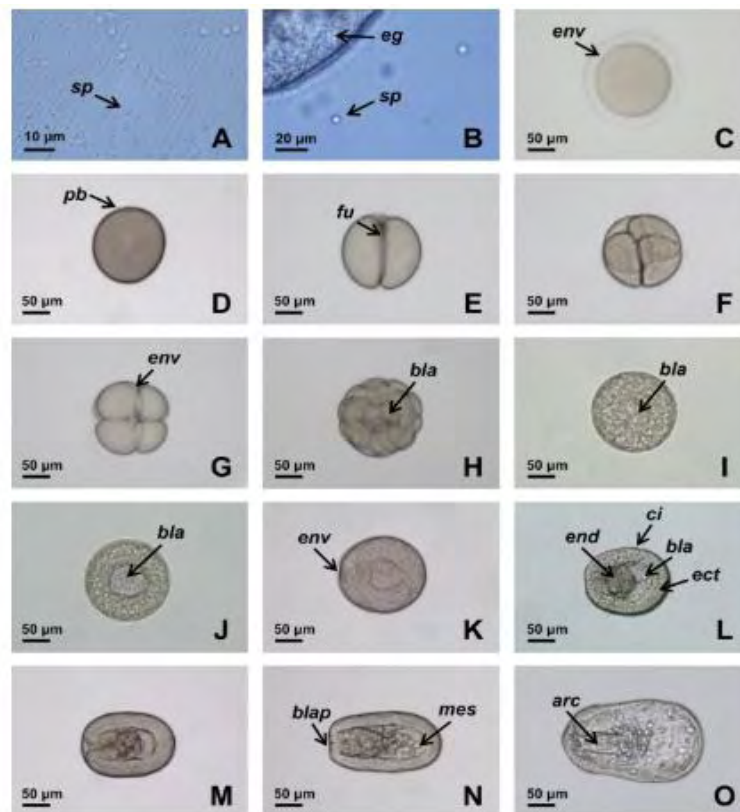 sp
10 µm
A
eg
sp
20 µm
B
env
50 µm
C
pb
50 µm
D
fu
50 µm
E
50 µm
F
env
50 µm
G
bla
50 µm
H
bla
50 µm
I
bla
50 µm
J
env
50 µm
K
ci
end
bla
ect
50 µm
L
50 µm
M
blap
mes
50 µm
N
arc
50 µm
O